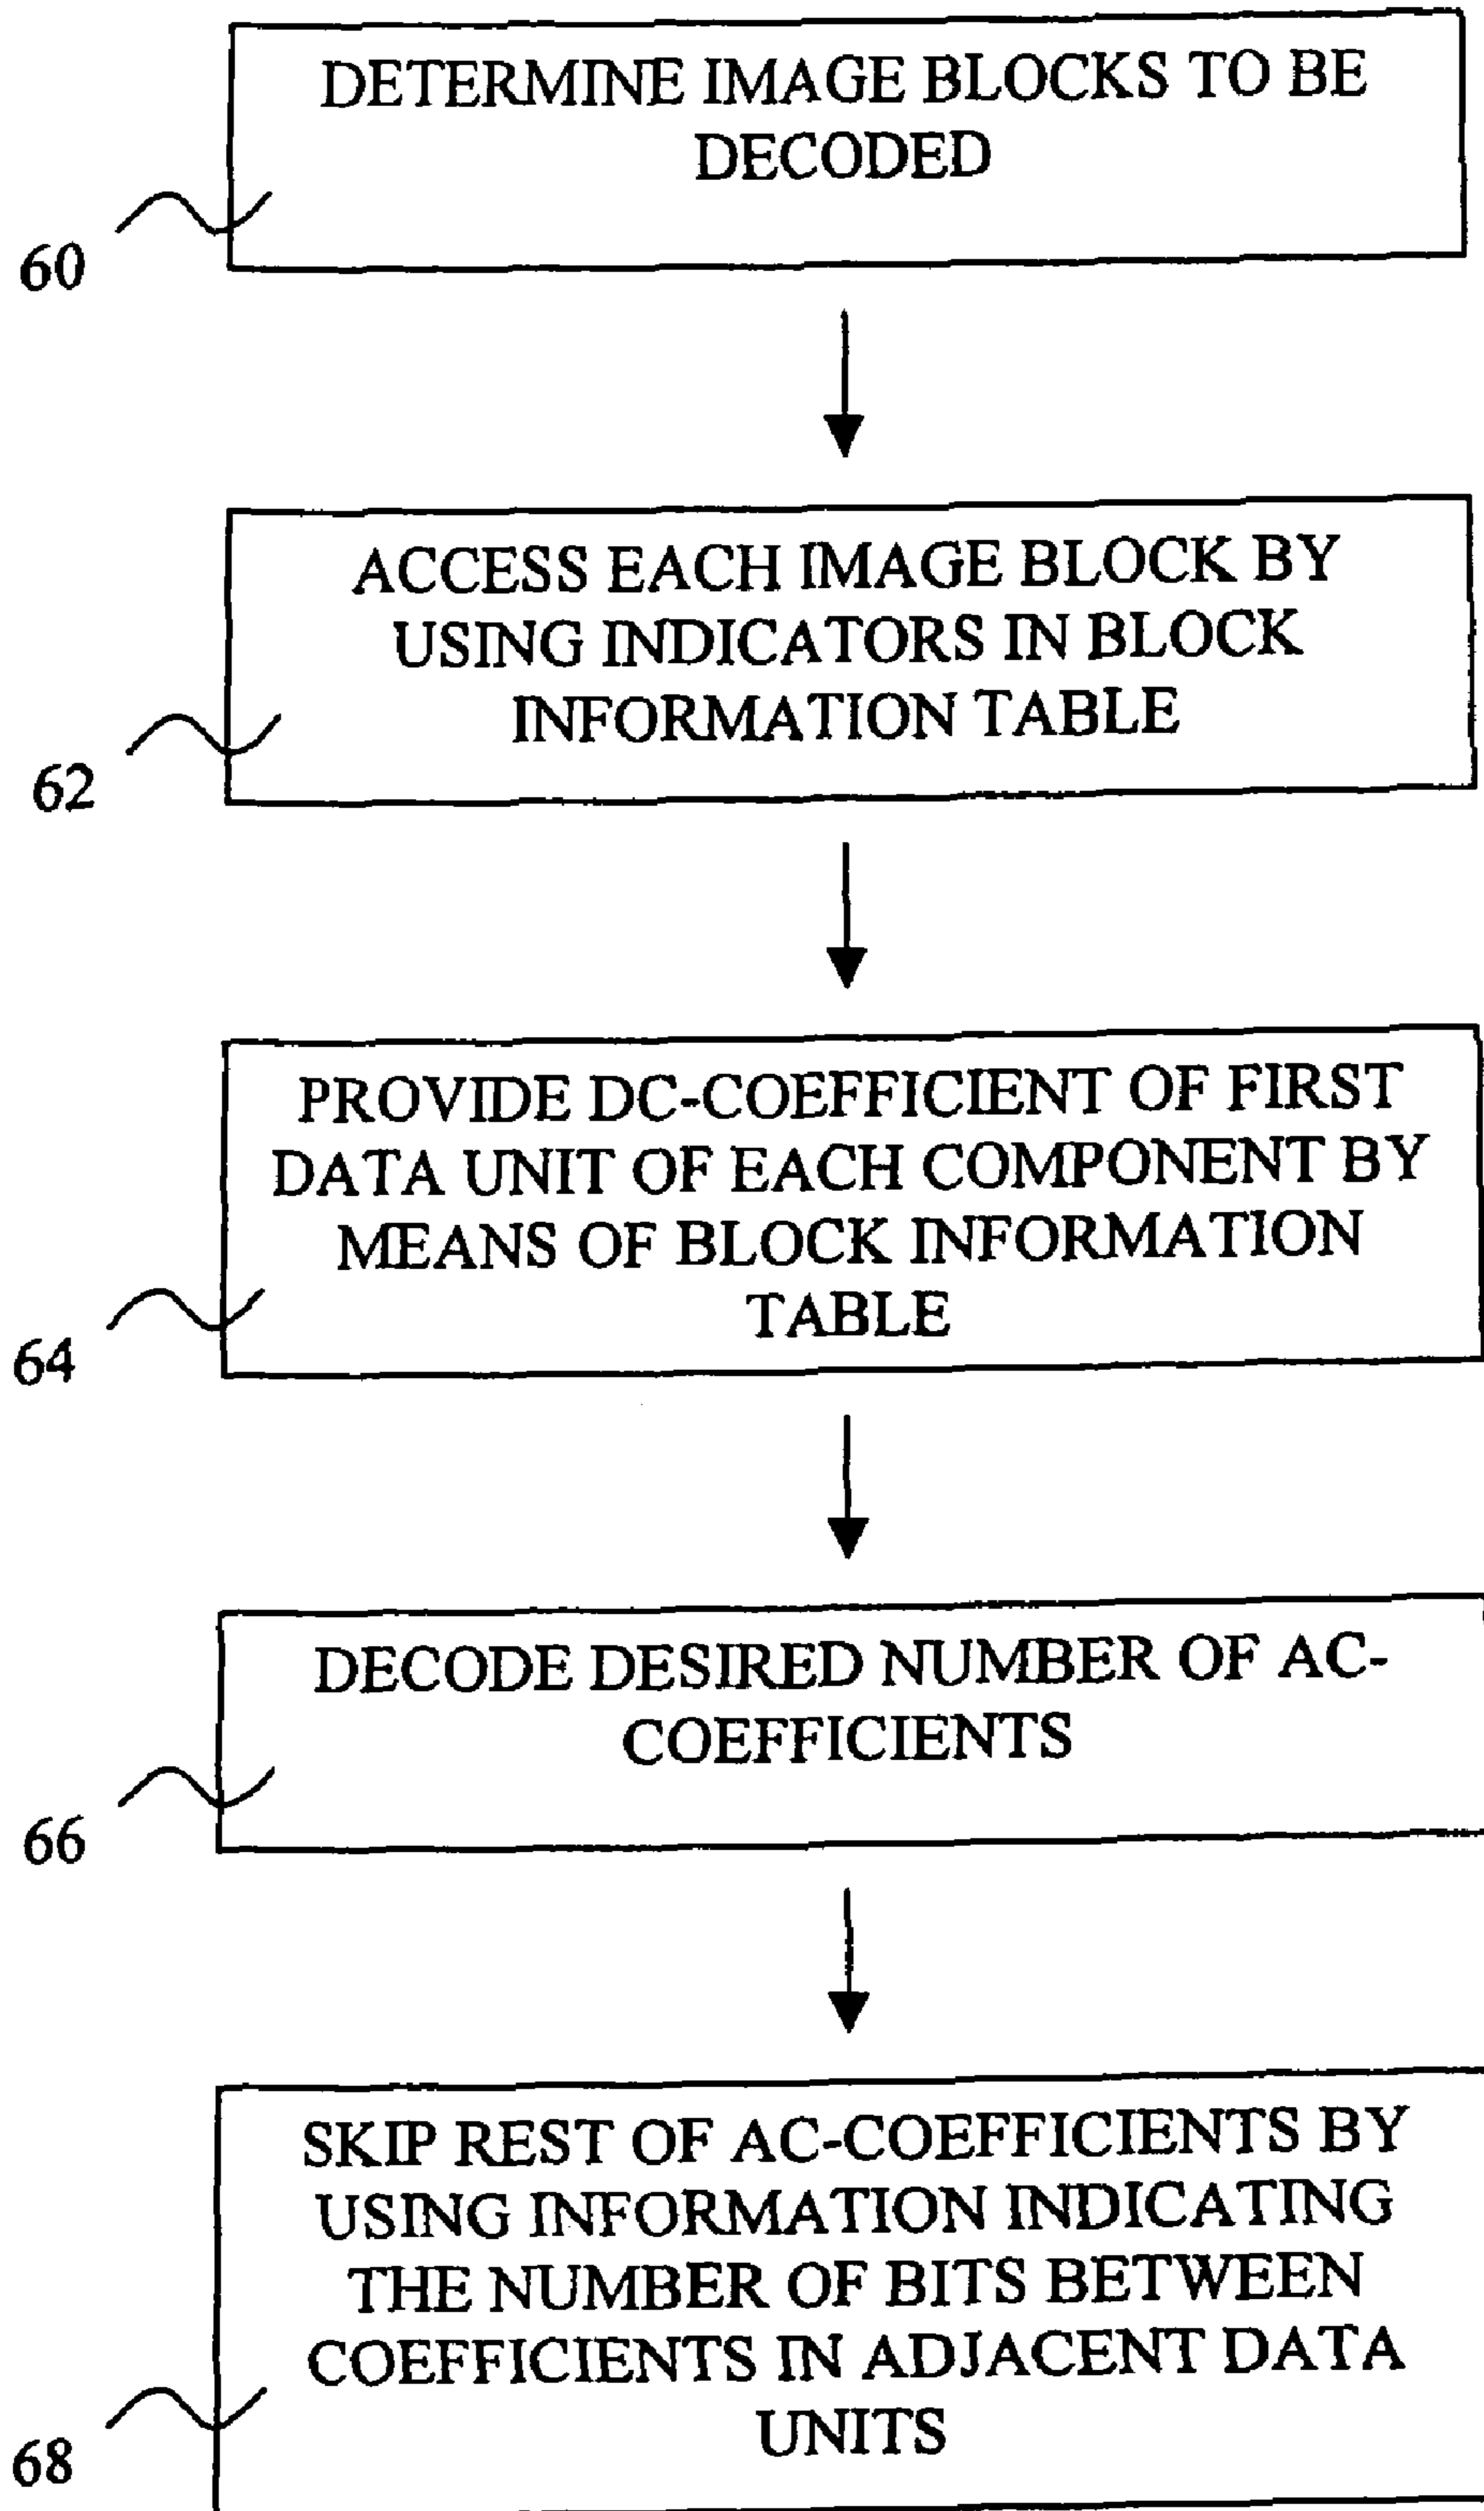 DETERMINE IMAGE BLOCKS TO BE
DECODED
60
ACCESS EACH IMAGE BLOCK BY
USING INDICATORS IN BLOCK
INFORMATION TABLE
62
PROVIDE DC-COEFFICIENT OF FIRST
DATA UNIT OF EACH COMPONENT BY
MEANS OF BLOCK INFORMATION
TABLE
64
DECODE DESIRED NUMBER OF AC-
COEFFICIENTS
66
SKIP REST OF AC-COEFFICIENTS BY
USING INFORMATION INDICATING
THE NUMBER OF BITS BETWEEN
COEFFICIENTS IN ADJACENT DATA
UNITS
68